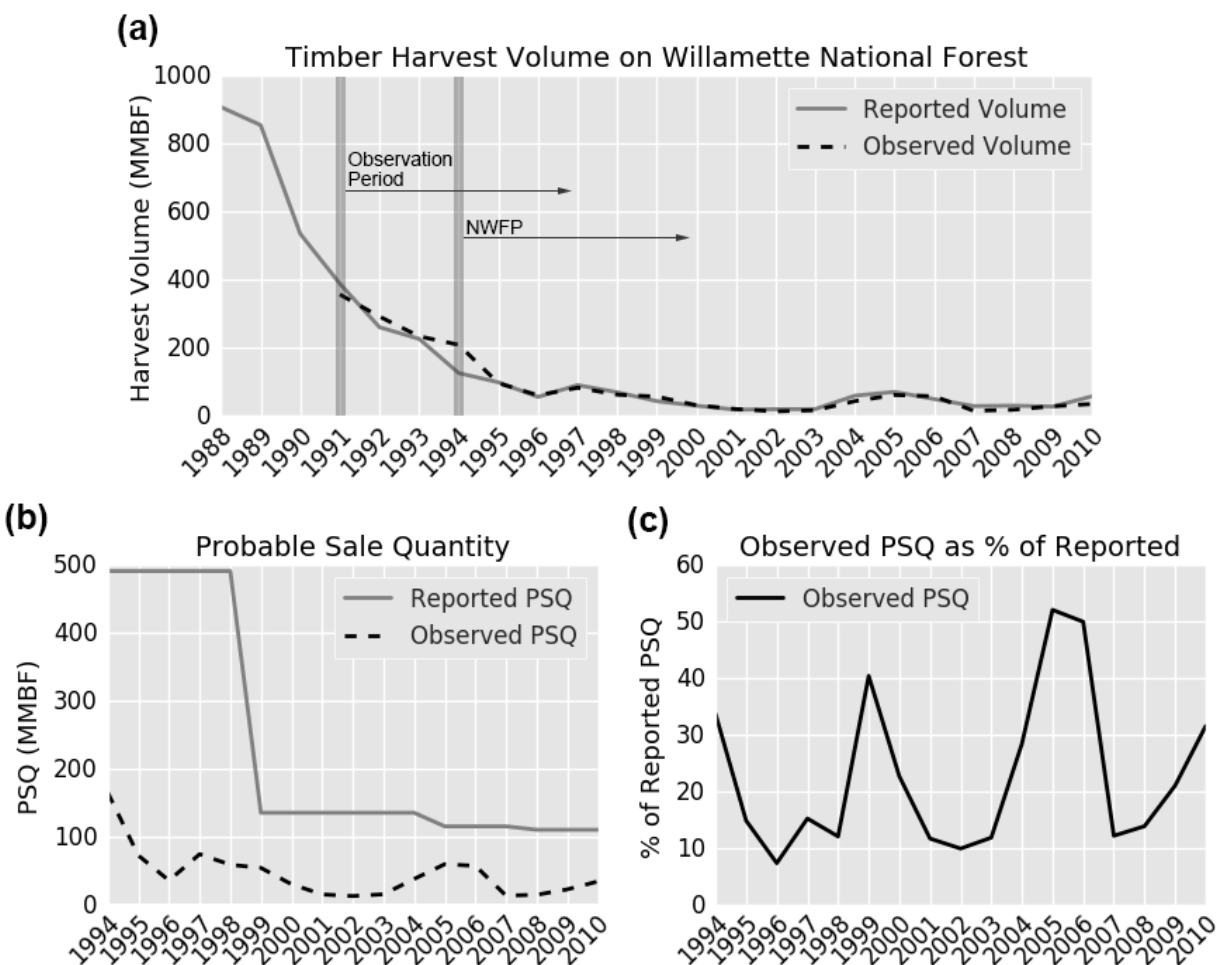 (a)
Timber Harvest Volume on Willamette National Forest
Harvest Volume (MMBF)
1000
800
600
400
200
0
Reported Volume
Observed Volume
Observation
Period
NWFP
1988 1989 1990 1991 1992 1993 1994 1995 1996 1997 1998 1999 2000 2001 2002 2003 2004 2005 2006 2007 2008 2009 2010
(b)
Probable Sale Quantity
PSQ (MMBF)
500
400
300
200
100
0
Reported PSQ
Observed PSQ
1994 1995 1996 1997 1998 1999 2000 2001 2002 2003 2004 2005 2006 2007 2008 2009 2010
(c)
Observed PSQ as % of Reported
% of Reported PSQ
60
50
40
30
20
10
0
Observed PSQ
1994 1995 1996 1997 1998 1999 2000 2001 2002 2003 2004 2005 2006 2007 2008 2009 2010